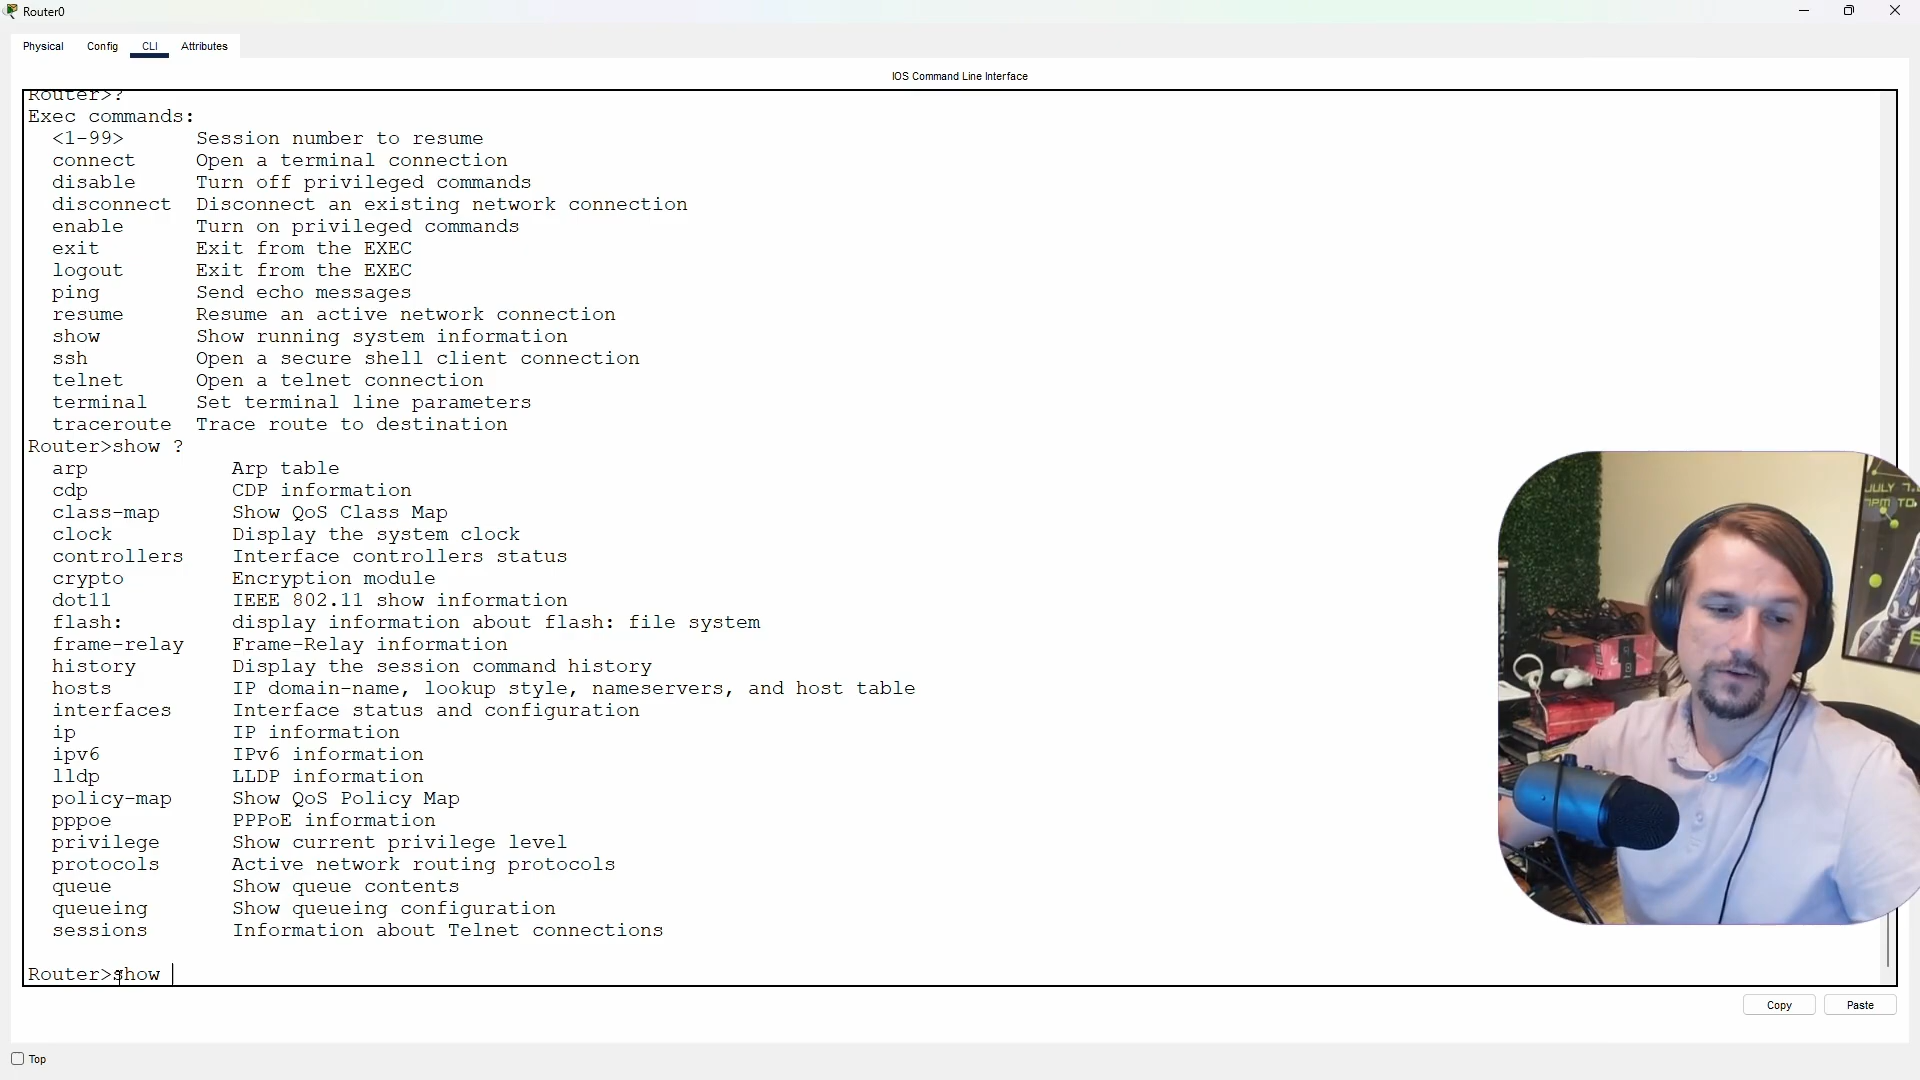 Router0
Physical Config CLI Attributes
IOS Command Line Interface
Router>?
Exec commands:
<1-99> Session number to resume
connect Open a terminal connection
disable Turn off privileged commands
disconnect Disconnect an existing network connection
enable Turn on privileged commands
exit Exit from the EXEC
logout Exit from the EXEC
ping Send echo messages
resume Resume an active network connection
show Show running system information
ssh Open a secure shell client connection
telnet Open a telnet connection
terminal Set terminal line parameters
traceroute Trace route to destination
Router>show ?
arp Arp table
cdp CDP information
class-map Show QoS Class Map
clock Display the system clock
controllers Interface controllers status
crypto Encryption module
dot11 IEEE 802.11 show information
flash: display information about flash: file system
frame-relay Frame-Relay information
history Display the session command history
hosts IP domain-name, lookup style, nameservers, and host table
interfaces Interface status and configuration
ip IP information
ipv6 IPv6 information
lldp LLDP information
policy-map Show QoS Policy Map
pppoe PPPoE information
privilege Show current privilege level
protocols Active network routing protocols
queue Show queue contents
queueing Show queueing configuration
sessions Information about Telnet connections
Router>show
Copy Paste
Top
JULY 7
7PM TO